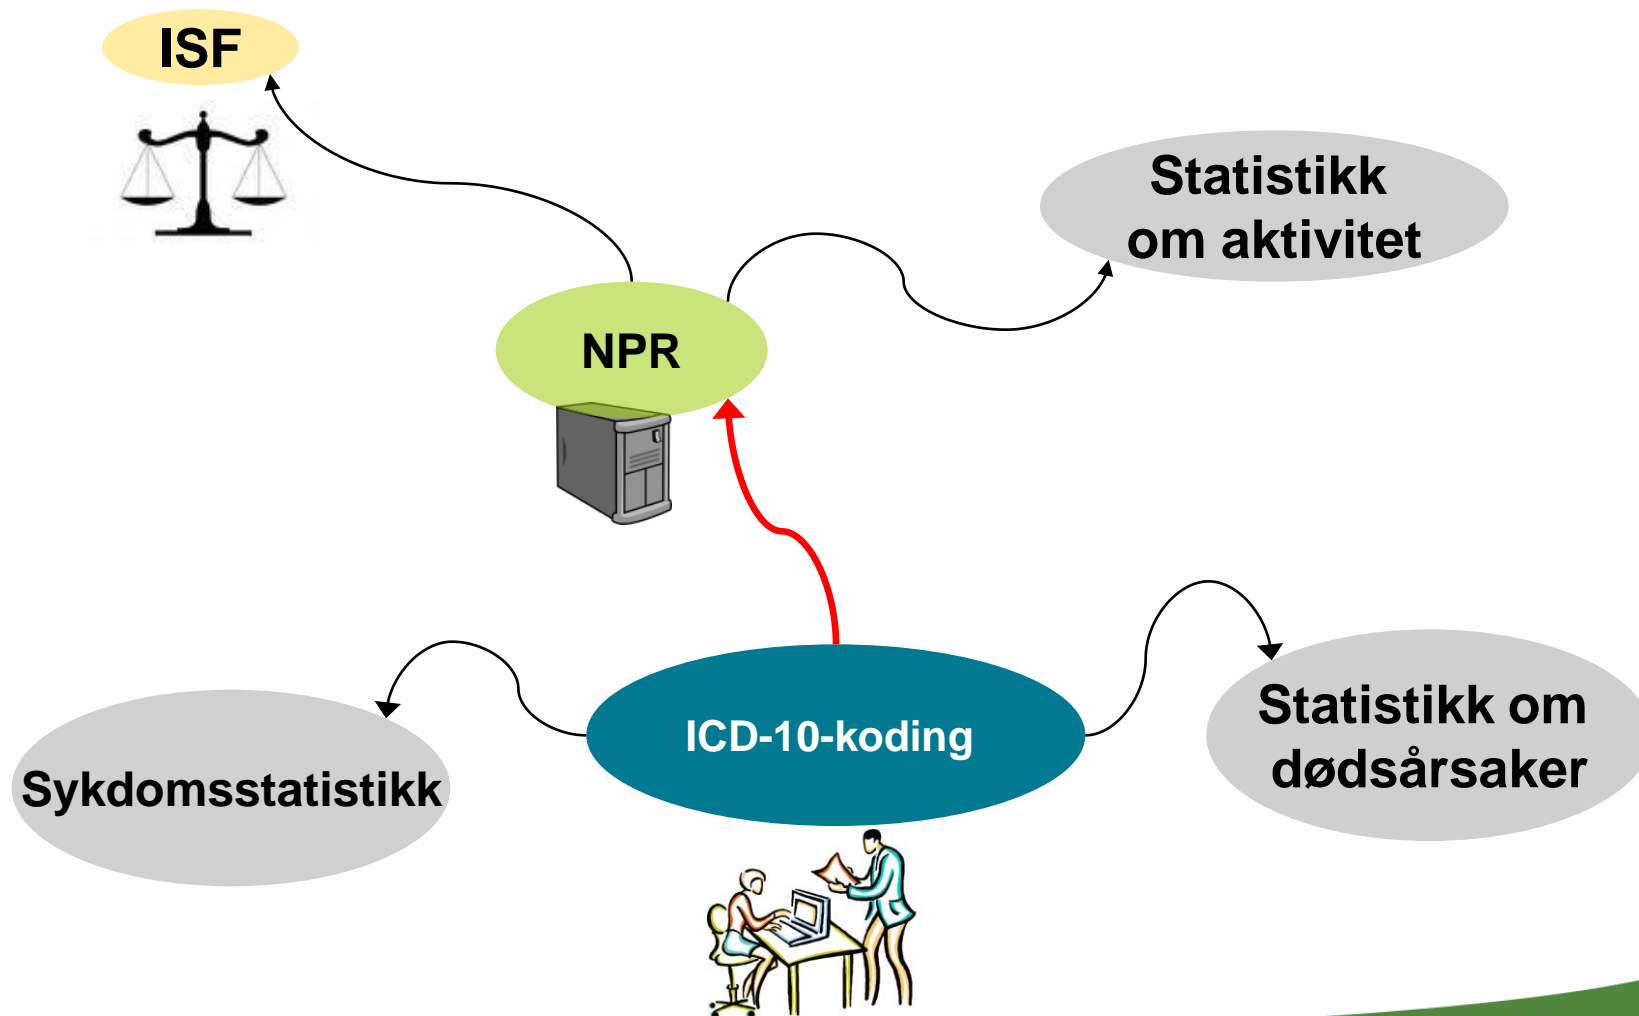 ISF
Statistikk
om aktivitet
NPR
Statistikk om
dødsårsaker
ICD-10-koding
Sykdomsstatistikk